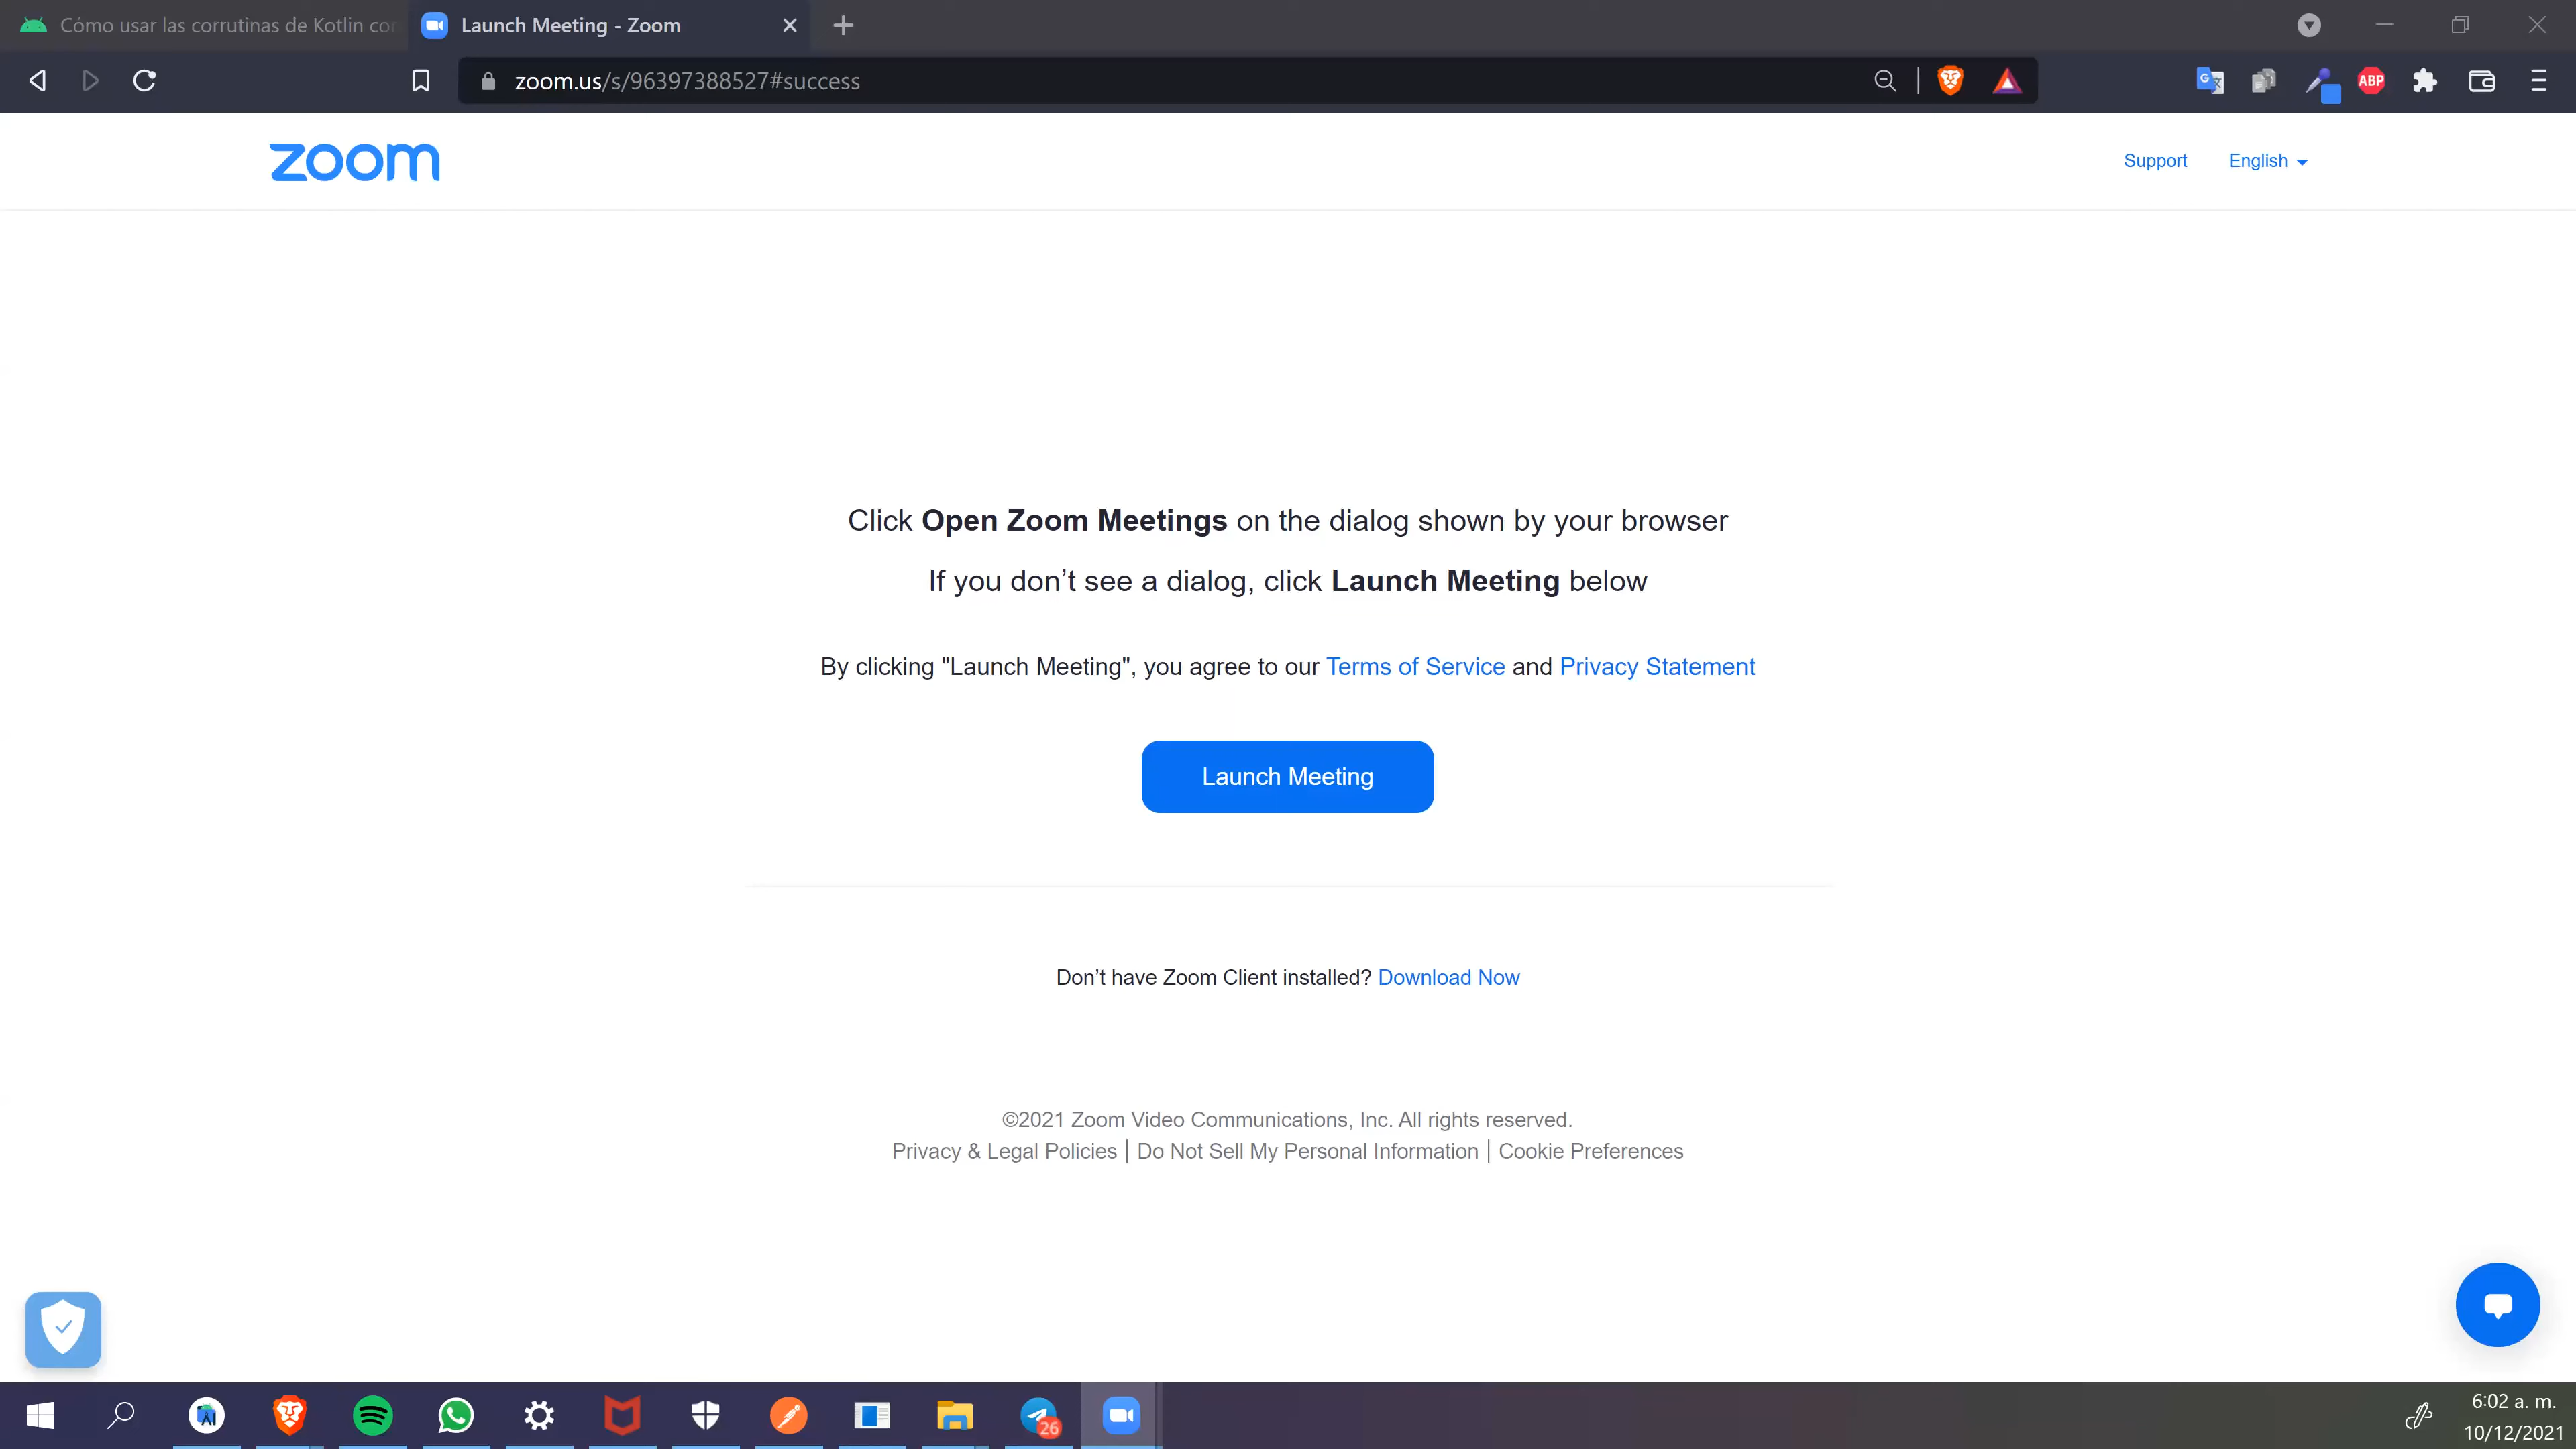 Cómo usar las corrutinas de Kotlin con
Launch Meeting - Zoom
zoom.us/s/96397388527#success
ABP
zoom
Support
English
Click Open Zoom Meetings on the dialog shown by your browser
If you don’t see a dialog, click Launch Meeting below
By clicking "Launch Meeting", you agree to our Terms of Service and Privacy Statement
Launch Meeting
Don’t have Zoom Client installed? Download Now
©2021 Zoom Video Communications, Inc. All rights reserved.
Privacy & Legal Policies | Do Not Sell My Personal Information | Cookie Preferences
26
6:02 a. m.
10/12/2021